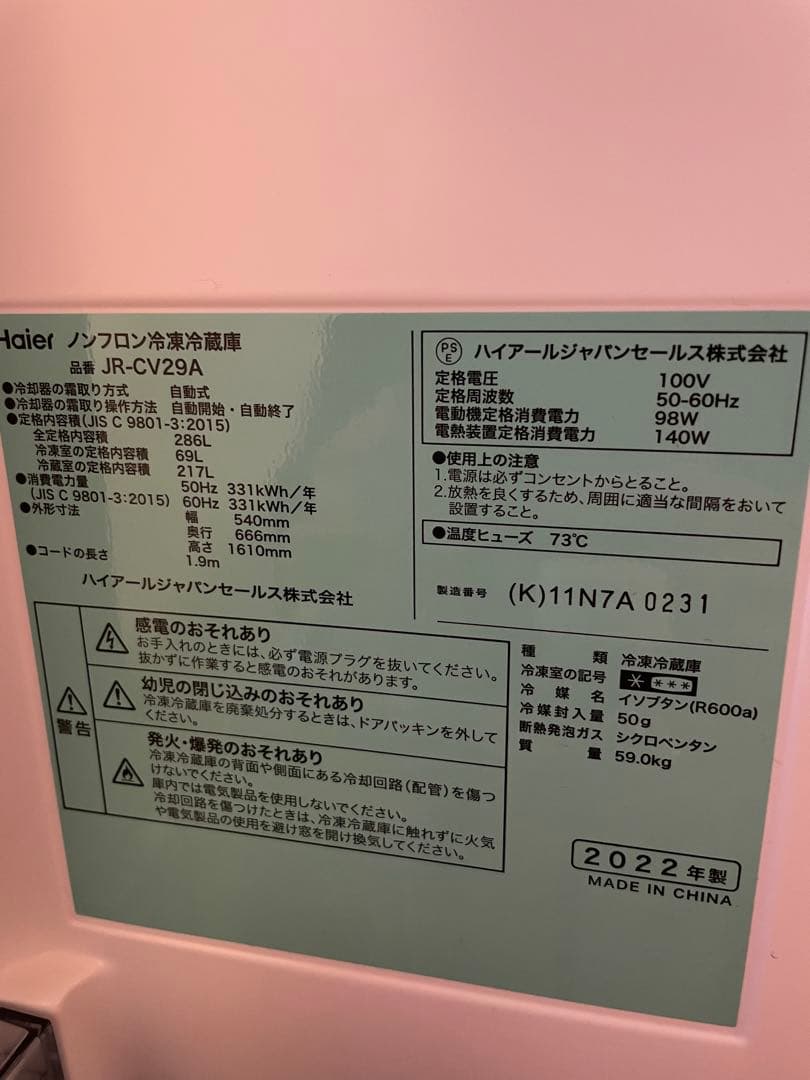 Haier ノンフロン冷凍冷蔵庫
品番 JR-CV29A
●冷却器の霜取り方式 自動式
●冷却器の霜取り操作方法 自動開始・自動終了
●定格内容積(JIS C 9801-3:2015)
全定格内容積 286L
冷凍室の定格内容積 69L
冷蔵室の定格内容積 217L
●消費電力量 50Hz 331kWh/年
(JIS C 9801-3:2015) 60Hz 331kWh/年
●外形寸法 幅 540mm
奥行 666mm
高さ 1610mm
●コードの長さ 1.9m
ハイアールジャパンセールス株式会社
PS E ハイアールジャパンセールス株式会社
定格電圧 100V
定格周波数 50-60Hz
電動機定格消費電力 98W
電熱装置定格消費電力 140W
●使用上の注意
1.電源は必ずコンセントからとること。
2.放熱を良くするため、周囲に適当な間隔をおいて
設置すること。
●温度ヒューズ 73℃
製造番号 (K)11N7A 0231
警告
感電のおそれあり
お手入れのときには、必ず電源プラグを抜いてください。
抜かずに作業すると感電のおそれがあります。
幼児の閉じ込みのおそれあり
冷凍冷蔵庫を廃棄処分するときは、ドアパッキンを外して
ください。
発火・爆発のおそれあり
冷凍冷蔵庫の背面や側面にある冷却回路(配管)を傷つ
けないでください。
庫内では電気製品を使用しないでください。
冷却回路を傷つけたときは、冷凍冷蔵庫に触れずに火気
や電気製品の使用を避け窓を開け換気してください。
種類 冷凍冷蔵庫
冷凍室の記号 * ***
冷媒名 イソブタン(R600a)
冷媒封入量 50g
断熱発泡ガス シクロペンタン
質量 59.0kg
2022年製
MADE IN CHINA